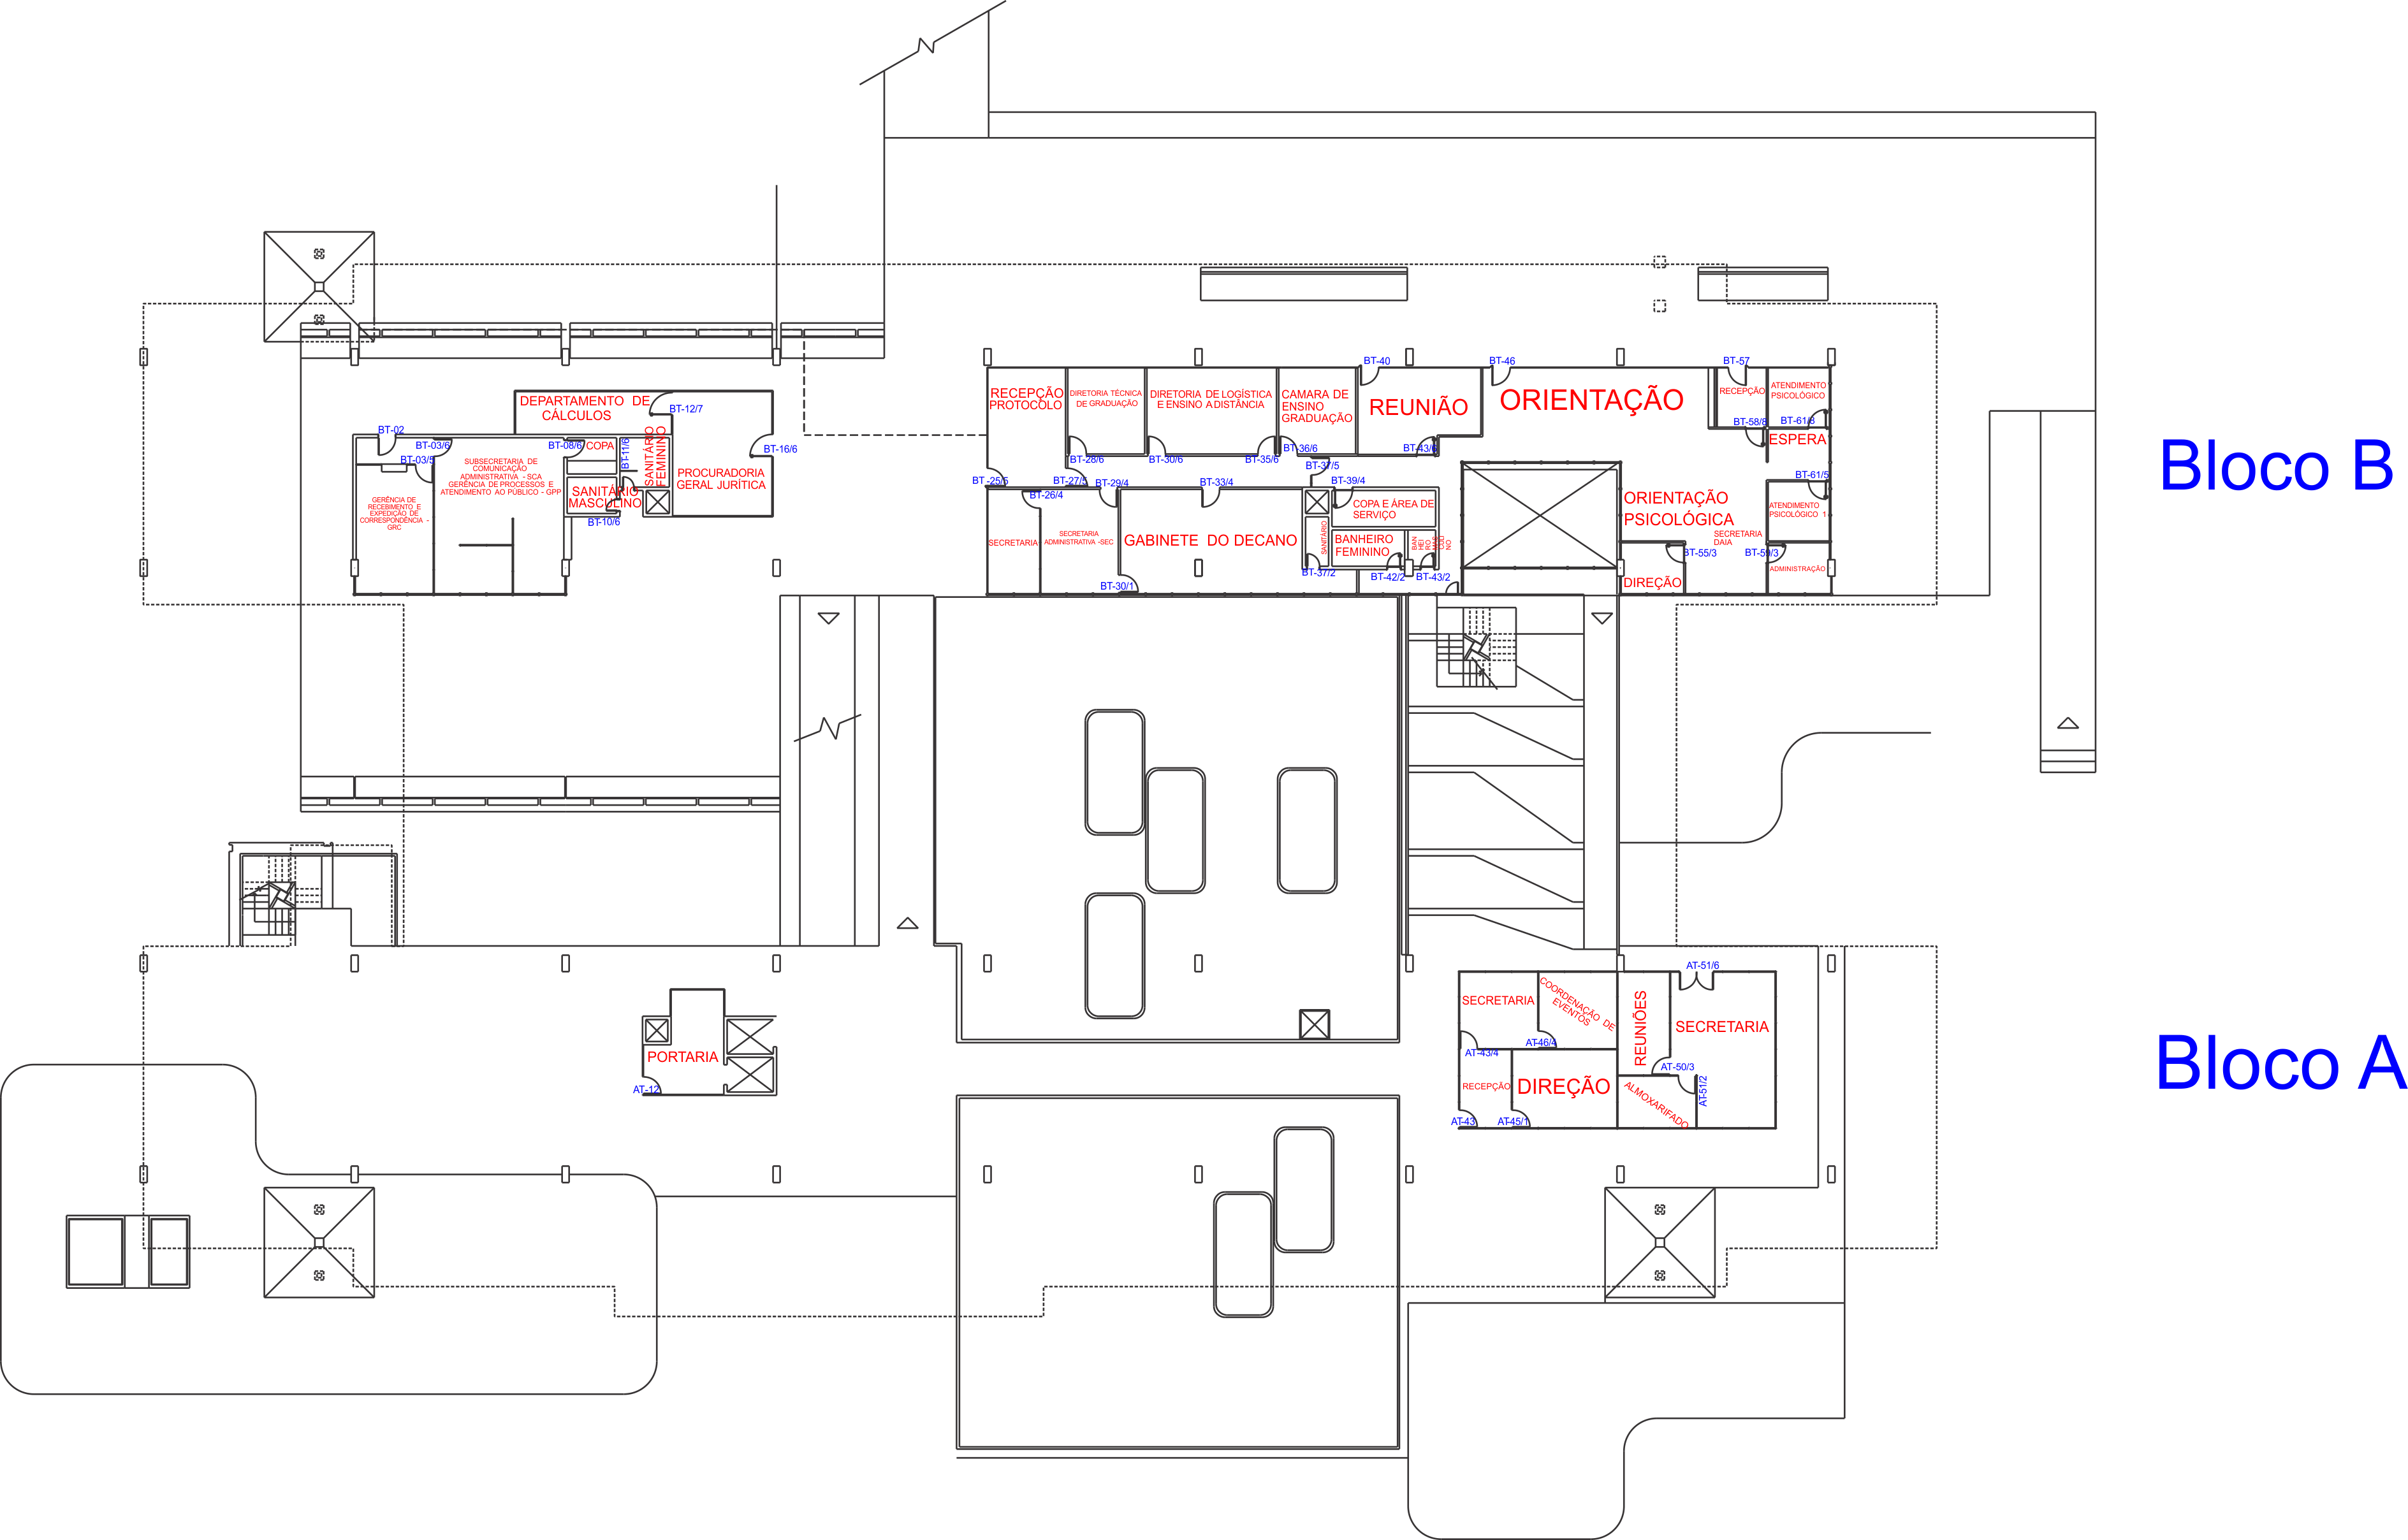 Bloco B
BT-40
BT-46
BT-57
RECEPÇÃO
PROTOCOLO
DIRETORIA TÉCNICA
DE GRADUAÇÃO
DIRETORIA DE LOGÍSTICA
E ENSINO A DISTÂNCIA
CAMARA DE
ENSINO
GRADUAÇÃO
REUNIÃO
ORIENTAÇÃO
RECEPÇÃO
ATENDIMENTO
PSICOLÓGICO
DEPARTAMENTO DE
CÁLCULOS
BT-12/7
BT-02
BT-03/6
BT-03/5
BT-08/6
COPA
BT-11/6
SANITÁRIO
FEMININO
BT-16/6
SUBSECRETARIA DE
COMUNICAÇÃO
ADMINISTRATIVA - SCA
GERÊNCIA DE PROCESSOS E
ATENDIMENTO AO PÚBLICO - GPP
GERÊNCIA DE
RECEBIMENTO E
EXPEDIÇÃO DE
CORRESPONDÊNCIA -
GRC
SANITÁRIO
MASCULINO
BT-10/6
PROCURADORIA
GERAL JURÍTICA
BT-28/6
BT-30/6
BT-35/6
BT-36/6
BT-43/6
BT-58/8
BT-61/8
ESPERA
BT-37/5
BT-61/5
BT -25/5
BT-27/5
BT-26/4
BT-29/4
BT-33/4
BT-39/4
COPA E ÁREA DE
SERVIÇO
ORIENTAÇÃO
PSICOLÓGICA
SECRETARIA
DAIA
ATENDIMENTO
PSICOLÓGICO 1
SECRETARIA
SECRETARIA
ADMINISTRATIVA -SEC
GABINETE DO DECANO
SANITÁRIO
BANHEIRO
FEMININO
BAN
HEI
RO
MAS
CULI
NO
BT-55/3
BT-59/3
BT-30/1
BT-37/2
BT-42/2
BT-43/2
DIREÇÃO
ADMINISTRAÇÃO
Bloco A
AT-51/6
SECRETARIA
COORDENAÇÃO DE
EVENTOS
REUNIÕES
SECRETARIA
AT-43/4
AT-46/4
AT-50/3
RECEPÇÃO
DIREÇÃO
ALMOXARIFADO
AT-51/2
AT-43
AT-45/1
PORTARIA
AT-12